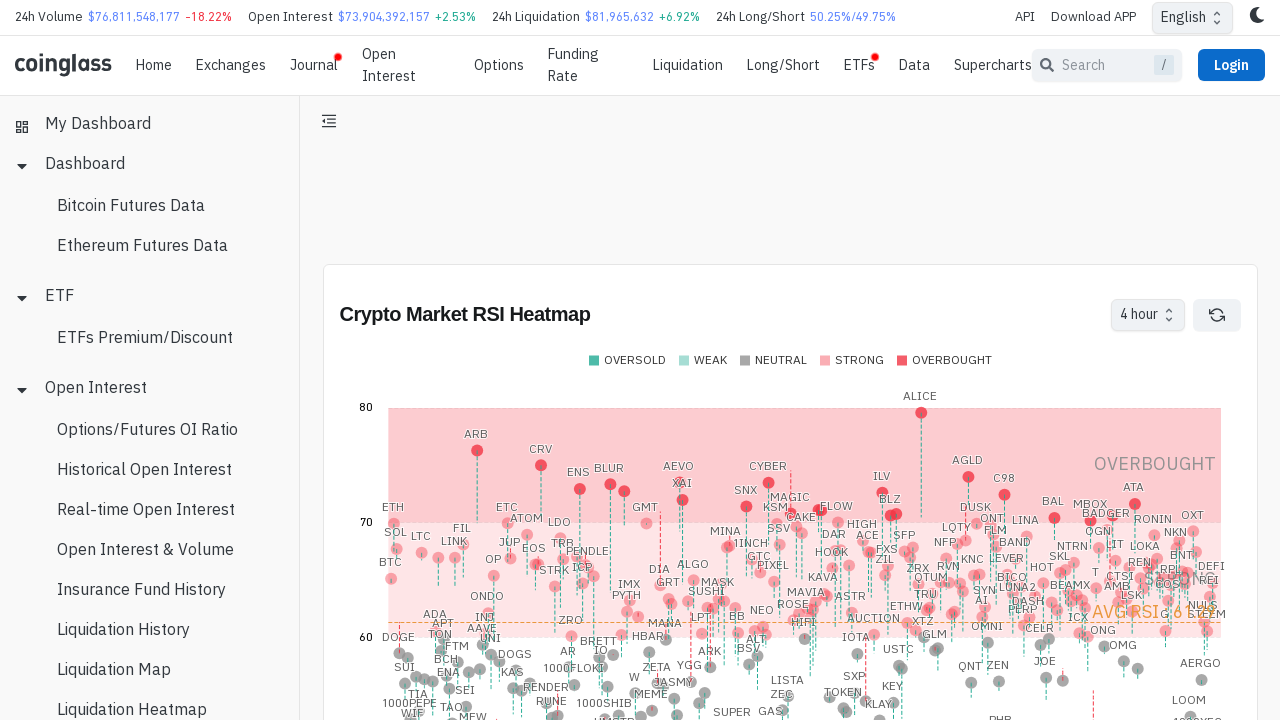 24h Volume $76,811,548,177 -18.22% Open Interest $73,904,392,157 +2.53% 24h Liquidation $81,965,632 +6.92% 24h Long/Short 50.25%/49.75% API Download APP English
coinglass Home Exchanges Journal Open Interest Options Funding Rate Liquidation Long/Short ETFs Data Supercharts Search / Login
My Dashboard
Dashboard
Bitcoin Futures Data
Ethereum Futures Data
ETF
ETFs Premium/Discount
Open Interest
Options/Futures OI Ratio
Historical Open Interest
Real-time Open Interest
Open Interest & Volume
Insurance Fund History
Liquidation History
Liquidation Map
Liquidation Heatmap
Crypto Market RSI Heatmap 4 hour
OVERSOLD WEAK NEUTRAL STRONG OVERBOUGHT
80
ALICE
ARB
CRV
ENS BLUR AEVO CYBER ILV AGLD C98
OVERBOUGHT
XAI SNX MAGIC BLZ BAL MBOX ATA
ETH ETC GMT KSM FLOW DUSK
70
ATOM LDO CAKE HIGH ONT LINA BADGER RONIN OXT
SOL LTC FIL MINA SSV DAR ACE SFP LQTY FLM OGN NKN
LINK JUP EOS TRB 1INCH HOOK NFP BAND NTRN IT LOKA
BTC OP STRK PENDLE ICP DIA ALGO GTC PIXEL FXS ZIL ZRX RVN KNC EVER HOT SKL T REN BNT DEFI
ONDO IMX PYTH GRT MASK SUSHI KAVA MAVIA ASTR QTUM SYN BICO LUNA2 BEAMX CTSI AMB REI
ADA APT INJ AAVE ZRO MANA LPT BB NEO ROSE HIFI AUCTION ETHW TRU XTZ AI DASH ICX LSK NULS STEEM
60
DOGE TON UNI HBAR ALT IOTA GLM OMNI CELR ONG OMG
FTM BCH DOGS AR BRETT IO ARK BSV USTC JOE AERGO
SUI ENA KAS 1000FLOKI ZETA YGG SXP QNT ZEN
TIA SEI RENDER W JASMY LISTA KEY
1000PEPE TAO RUNE 1000SHIB MEME ZEC TOKEN KLAY LOOM
WIF MEW SUPER GAS